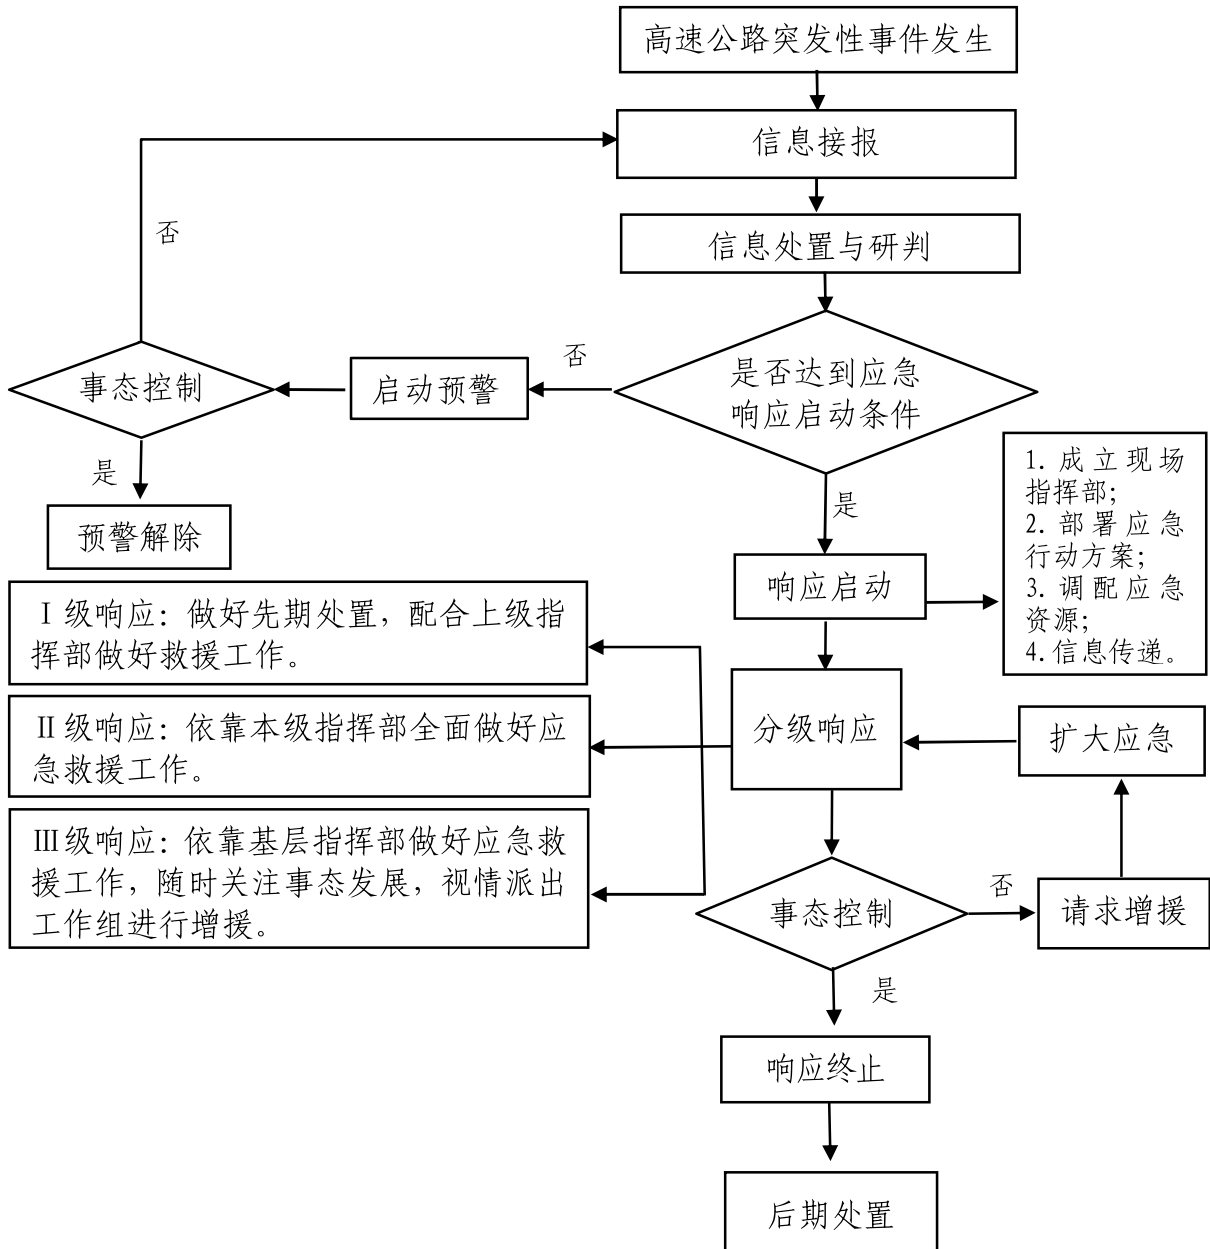 高速公路突发性事件发生
信息接报
否
信息处置与研判
是否达到应急
响应启动条件
否
启动预警
事态控制
是
预警解除
是
响应启动
1. 成立现场
指挥部；
2. 部署应急
行动方案；
3. 调配应急
资源；
4. 信息传递。
Ⅰ级响应：做好先期处置，配合上级指
挥部做好救援工作。
Ⅱ级响应：依靠本级指挥部全面做好应
急救援工作。
Ⅲ级响应：依靠基层指挥部做好应急救
援工作，随时关注事态发展，视情派出
工作组进行增援。
分级响应
扩大应急
事态控制
否
请求增援
是
响应终止
后期处置